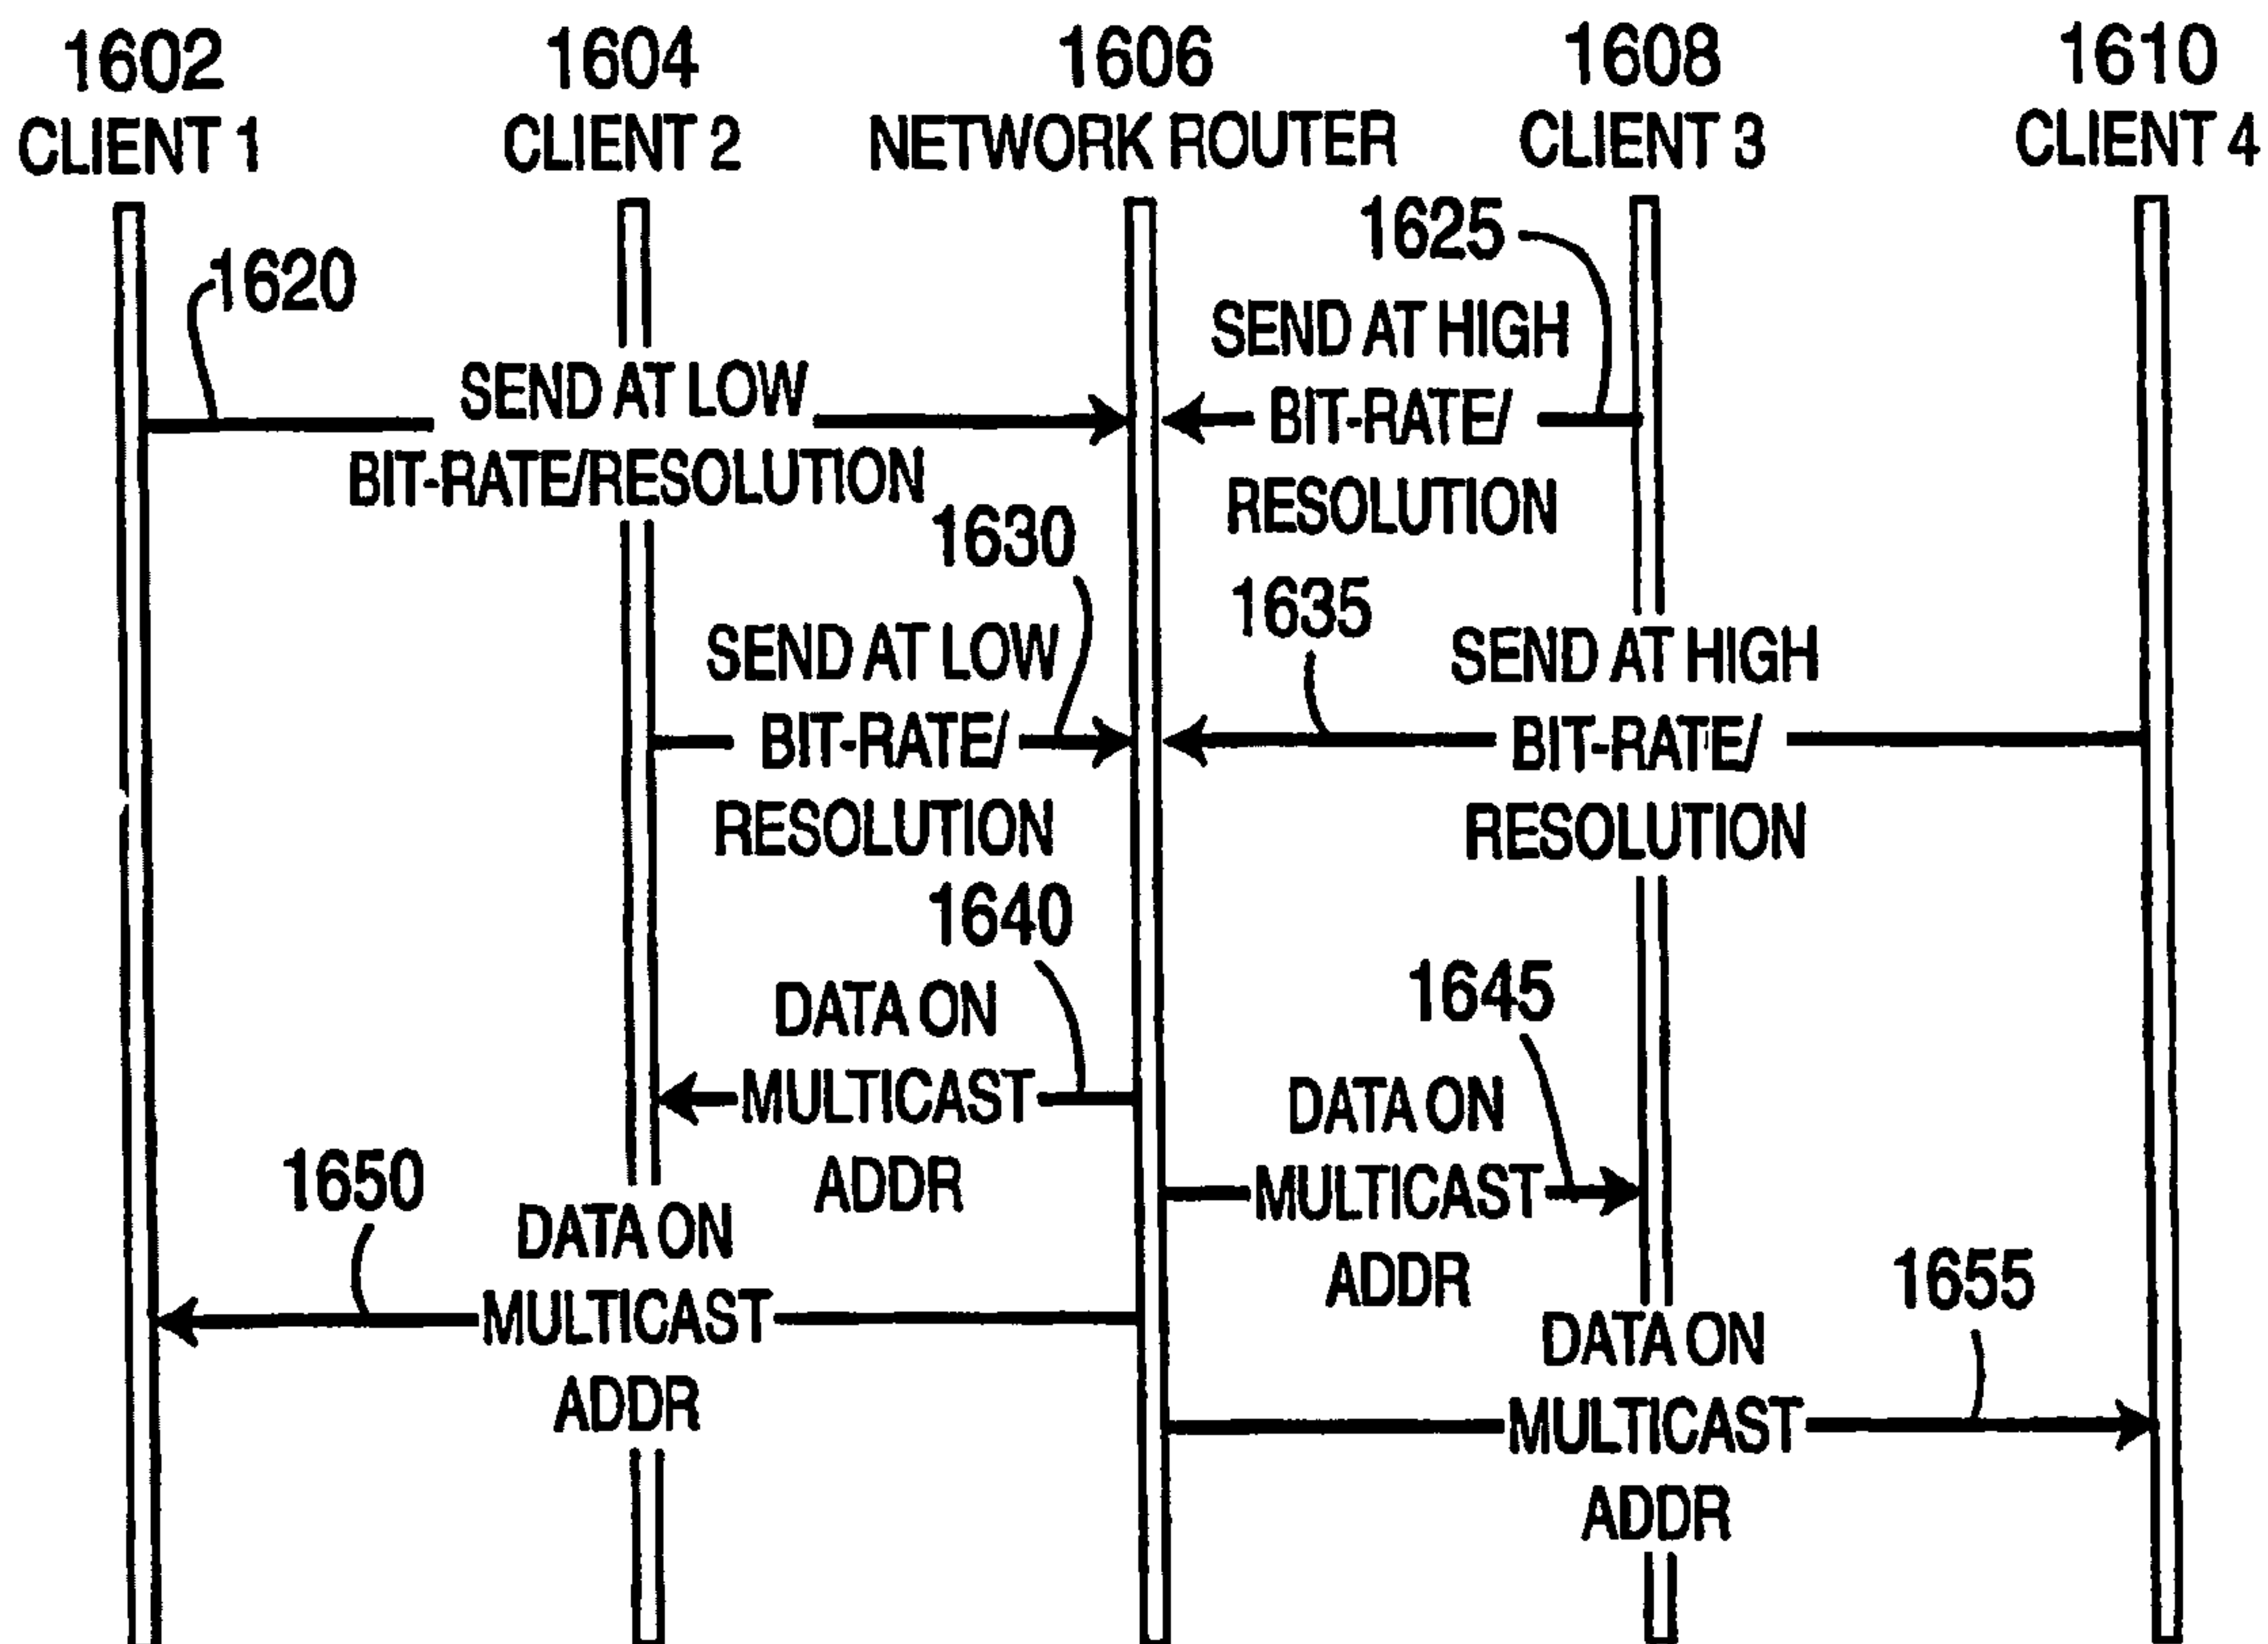 1602
CLIENT 1
1604
CLIENT 2
1606
NETWORK ROUTER
1608
CLIENT 3
1610
CLIENT 4
1620
SEND AT LOW
BIT-RATE/RESOLUTION
1625
SEND AT HIGH
BIT-RATE/
RESOLUTION
1630
SEND AT LOW
BIT-RATE/
RESOLUTION
1635
SEND AT HIGH
BIT-RATE/
RESOLUTION
1640
DATA ON
MULTICAST
ADDR
1645
DATA ON
MULTICAST
ADDR
1650
DATA ON
MULTICAST
ADDR
1655
DATA ON
MULTICAST
ADDR